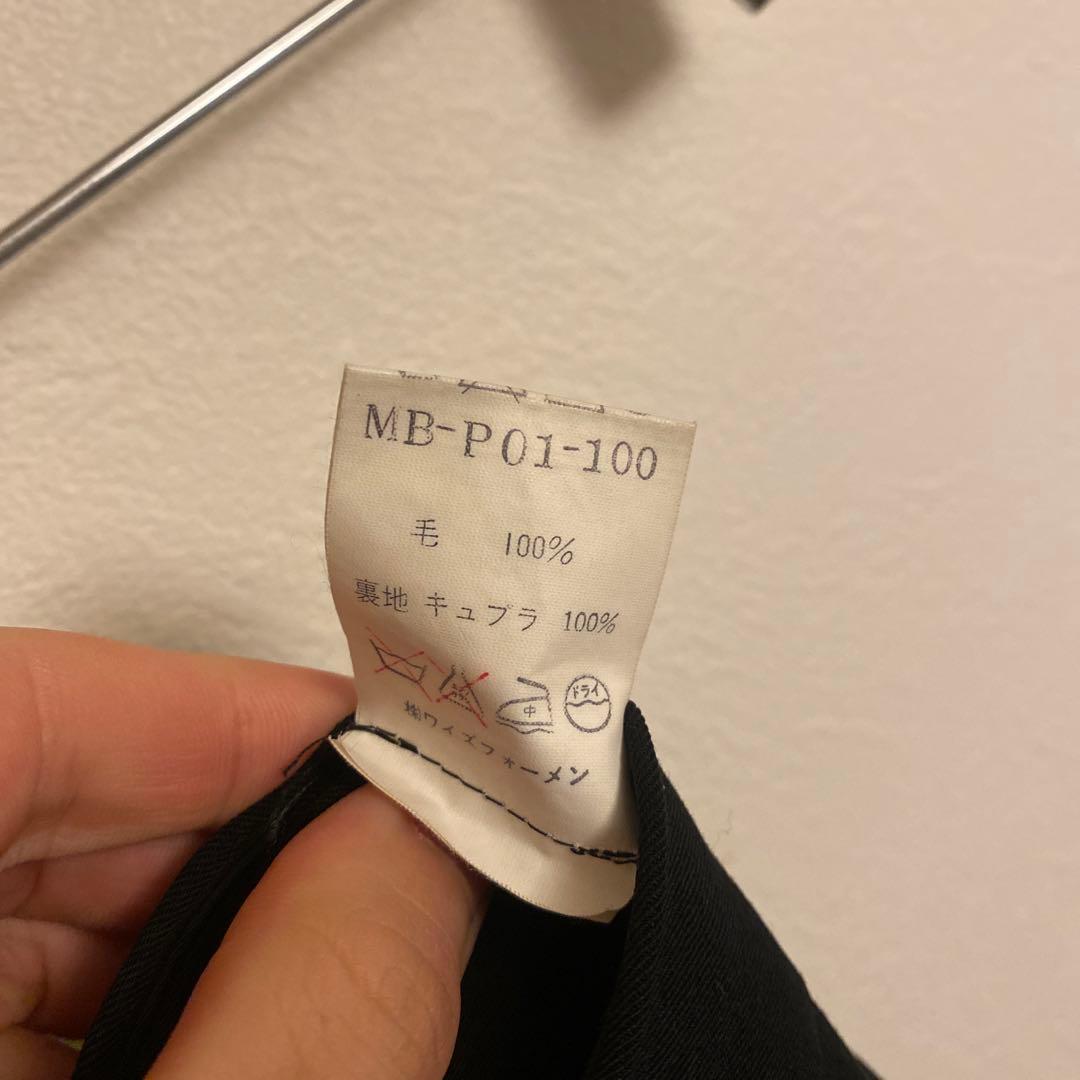 MB-P01-100
毛 100%
裏地 キュプラ 100%
中 ドライ
㈱ワイズフォーメン